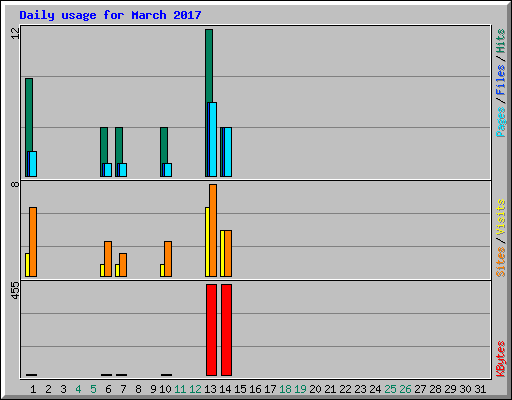 Daily usage for March 2017
12
8
455
Pages / Files / Hits
Sites / Visits
KBytes
1 2 3 4 5 6 7 8 9 10 11 12 13 14 15 16 17 18 19 20 21 22 23 24 25 26 27 28 29 30 31